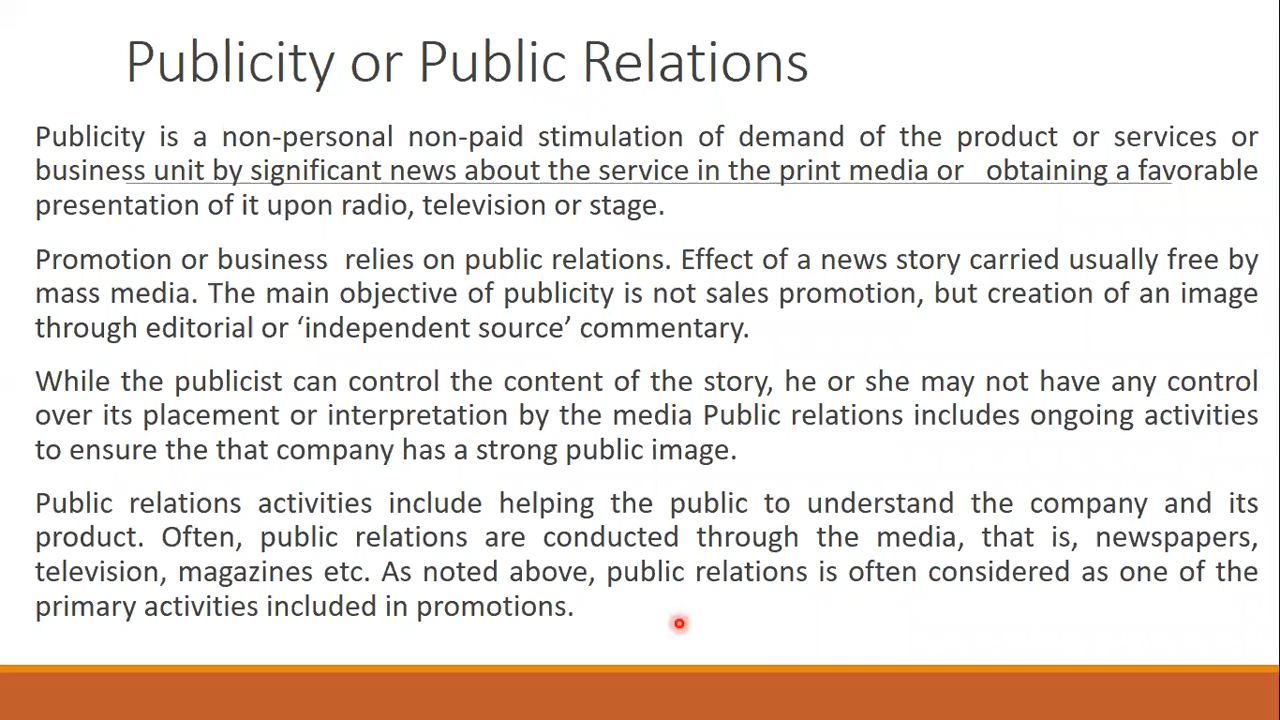 Publicity or Public Relations
Publicity is a non-personal non-paid stimulation of demand of the product or services or
business unit by significant news about the service in the print media or obtaining a favorable
presentation of it upon radio, television or stage.
Promotion or business relies on public relations. Effect of a news story carried usually free by
mass media. The main objective of publicity is not sales promotion, but creation of an image
through editorial or ‘independent source’ commentary.
While the publicist can control the content of the story, he or she may not have any control
over its placement or interpretation by the media Public relations includes ongoing activities
to ensure the that company has a strong public image.
Public relations activities include helping the public to understand the company and its
product. Often, public relations are conducted through the media, that is, newspapers,
television, magazines etc. As noted above, public relations is often considered as one of the
primary activities included in promotions.